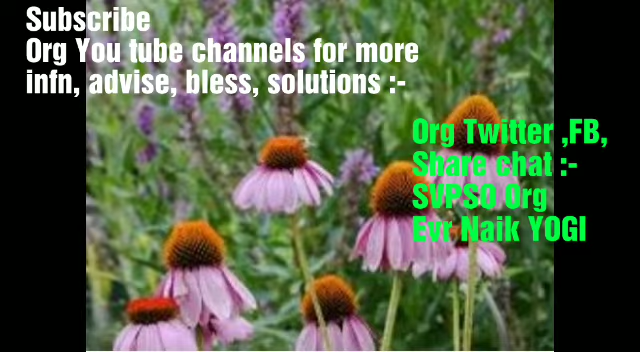 Subscribe
Org You tube channels for more
infn, advise, bless, solutions :-
Org Twitter ,FB,
Share chat :-
SVPSO Org
Evr Naik YOGI